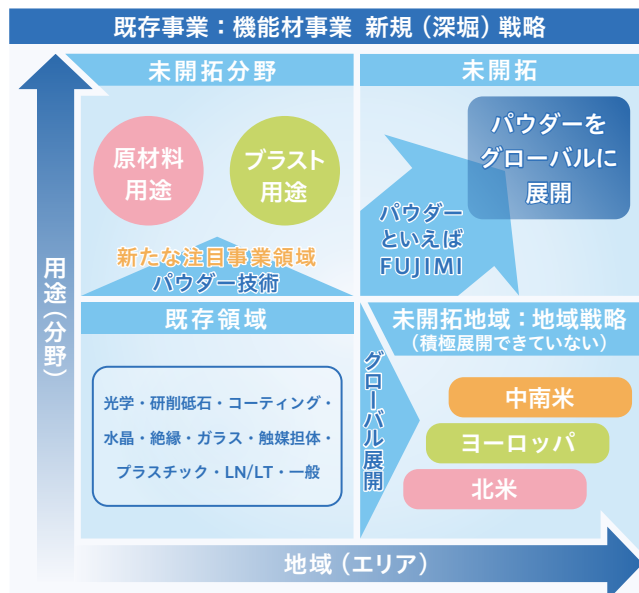 既存事業：機能材事業 新規（深堀）戦略
未開拓分野
未開拓
原材料
用途
ブラスト
用途
新たな注目事業領域
パウダー技術
パウダーを
グローバルに
展開
パウダー
といえば
FUJIMI
用途（分野）
既存領域
光学・研削砥石・コーティング・
水晶・絶縁・ガラス・触媒担体・
プラスチック・LN/LT・一般
グローバル展開
未開拓地域：地域戦略
（積極展開できていない）
中南米
ヨーロッパ
北米
地域（エリア）